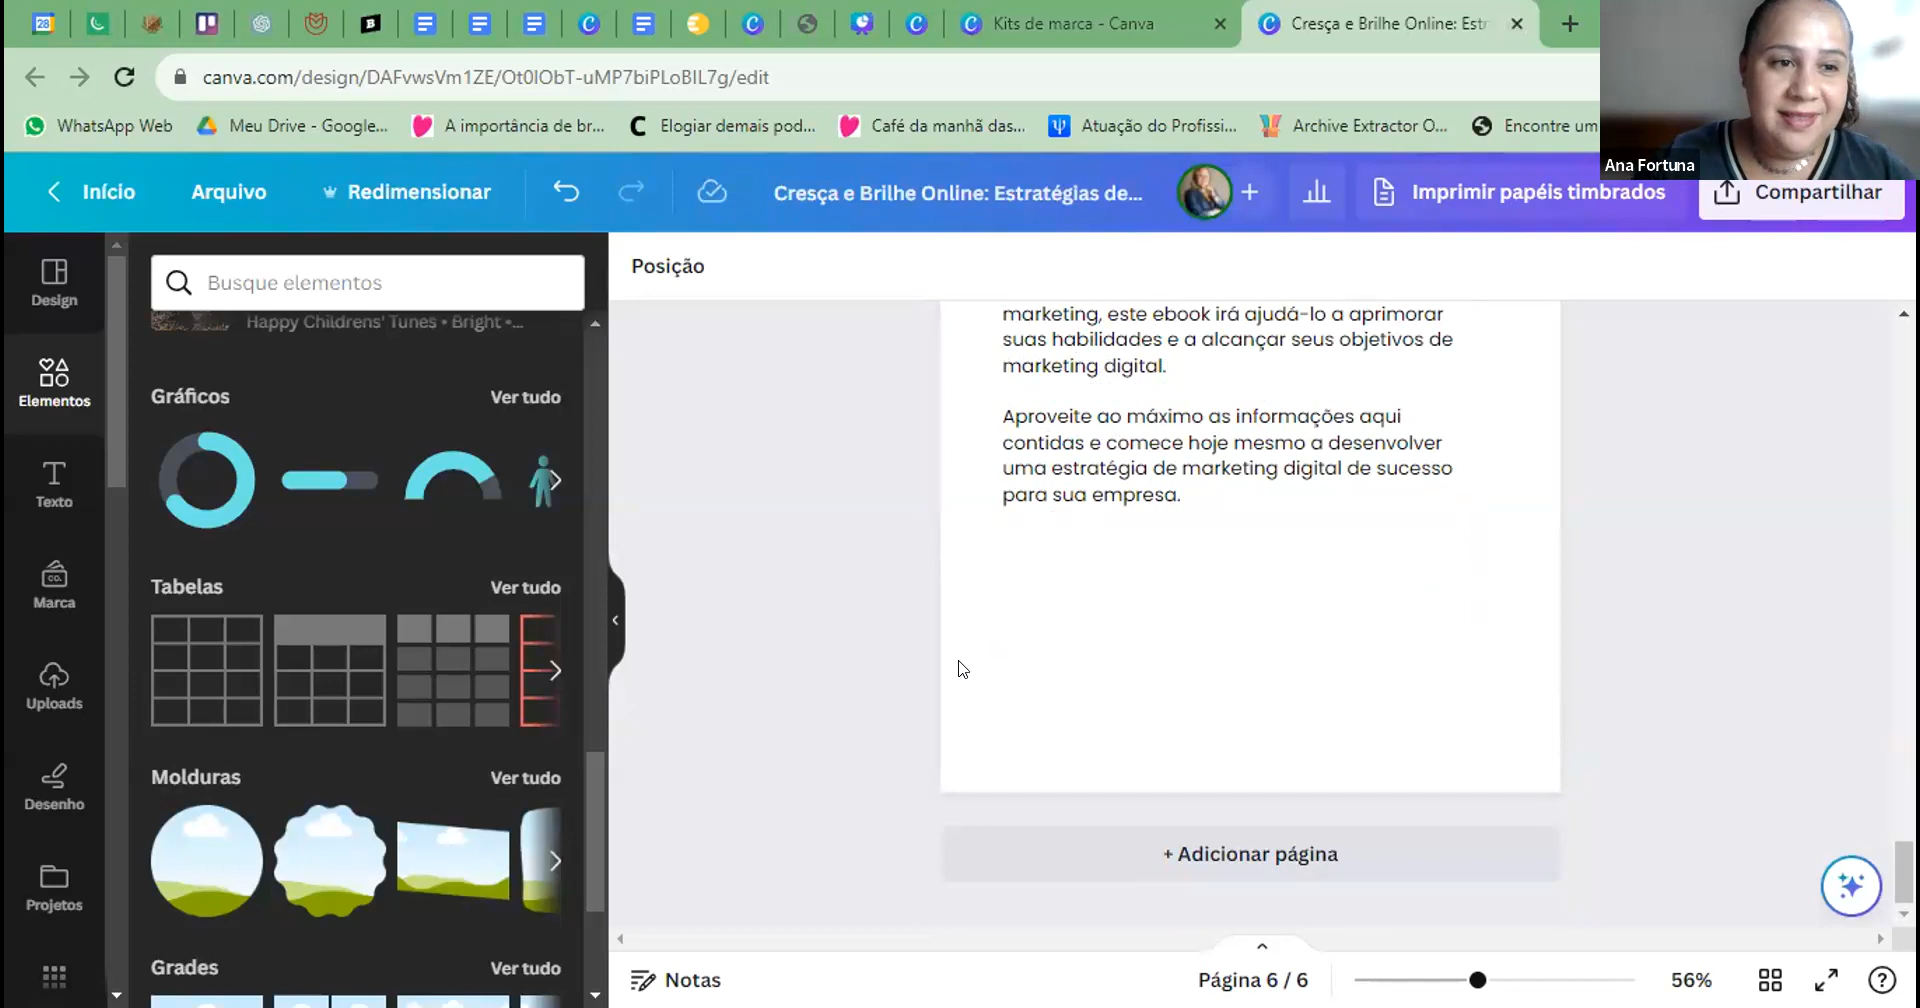 28
Kits de marca - Canva
Cresça e Brilhe Online: Est
canva.com/design/DAFvwsVm1ZE/Ot0lObT-uMP7biPLoBIL7g/edit
WhatsApp Web
Meu Drive - Google...
A importância de br...
Elogiar demais pod...
Café da manhã das...
Atuação do Profissi...
Archive Extractor O...
Encontre um
Ana Fortuna
Início
Arquivo
Redimensionar
Cresça e Brilhe Online: Estratégias de...
Imprimir papéis timbrados
Compartilhar
Design
Elementos
Texto
CO.
Marca
Uploads
Desenho
Projetos
Busque elementos
Happy Childrens' Tunes • Bright •...
Gráficos
Ver tudo
Tabelas
Ver tudo
Molduras
Ver tudo
Grades
Ver tudo
Posição
marketing, este ebook irá ajudá-lo a aprimorar
suas habilidades e a alcançar seus objetivos de
marketing digital.
Aproveite ao máximo as informações aqui
contidas e comece hoje mesmo a desenvolver
uma estratégia de marketing digital de sucesso
para sua empresa.
+ Adicionar página
Notas
Página 6 / 6
56%